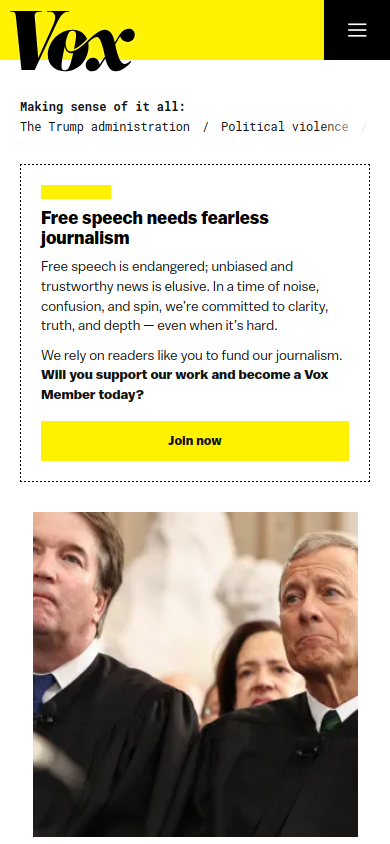 Vox
Making sense of it all:
The Trump administration / Political violence /
Free speech needs fearless
journalism
Free speech is endangered; unbiased and
trustworthy news is elusive. In a time of noise,
confusion, and spin, we're committed to clarity,
truth, and depth — even when it's hard.
We rely on readers like you to fund our journalism.
Will you support our work and become a Vox
Member today?
Join now